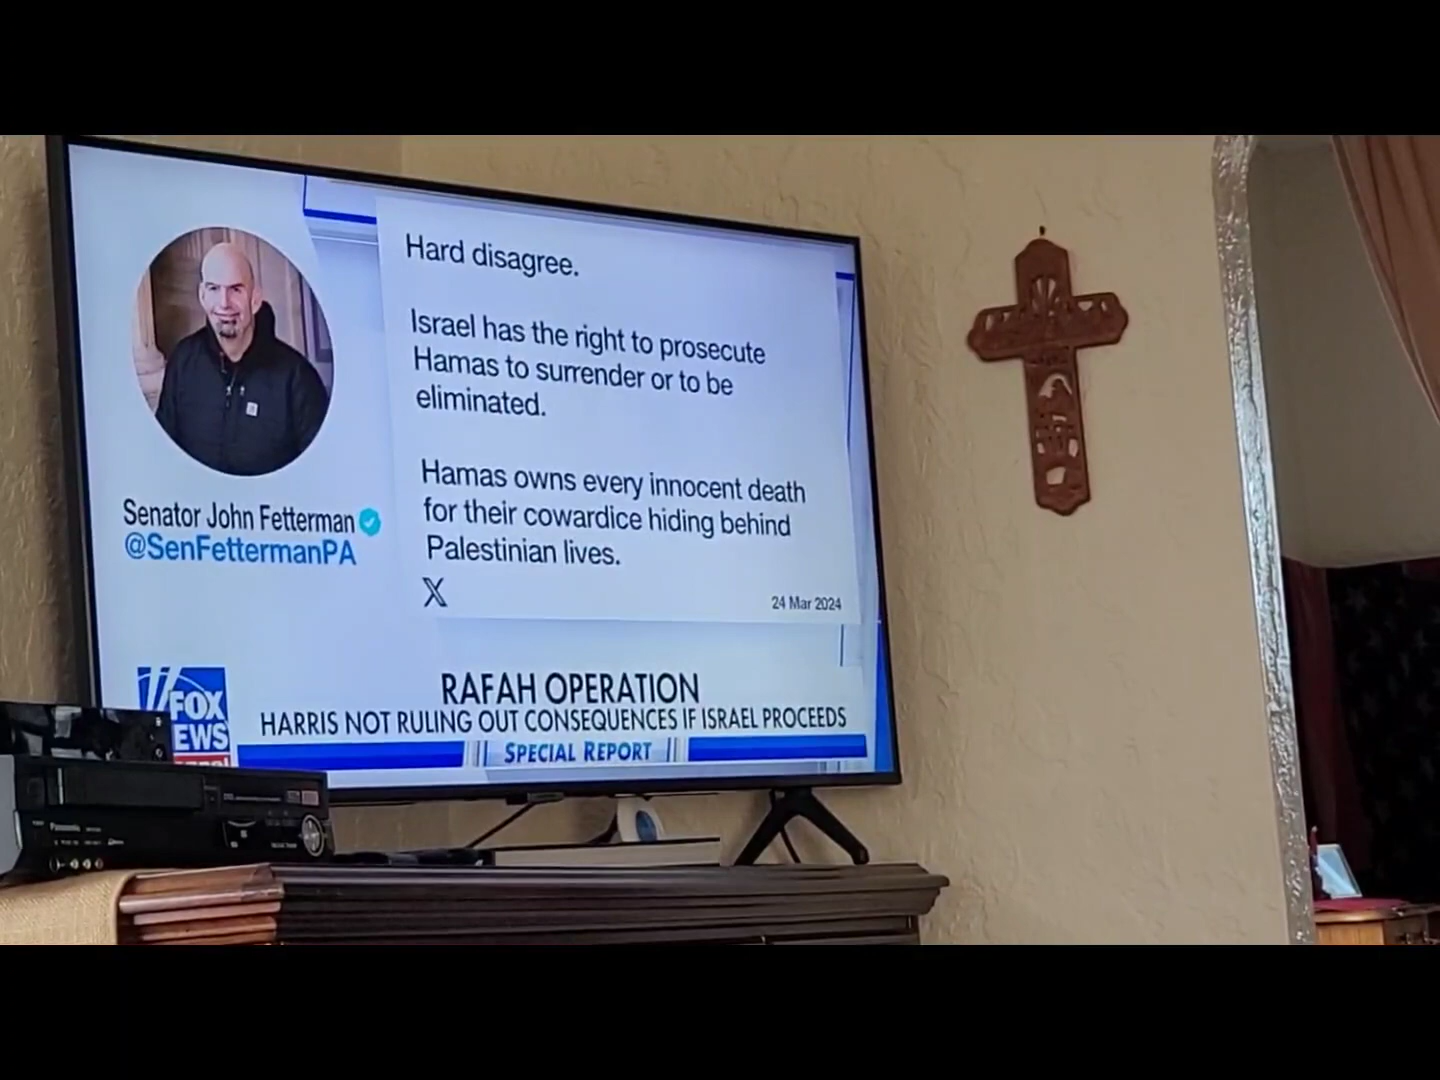 Hard disagree.
Israel has the right to prosecute
Hamas to surrender or to be
eliminated.
Hamas owns every innocent death
for their cowardice hiding behind
Palestinian lives.
X
24 Mar 2024
Senator John Fetterman
@SenFettermanPA
FOX
EWS
RAFAH OPERATION
HARRIS NOT RULING OUT CONSEQUENCES IF ISRAEL PROCEEDS
SPECIAL REPORT
Panasonic